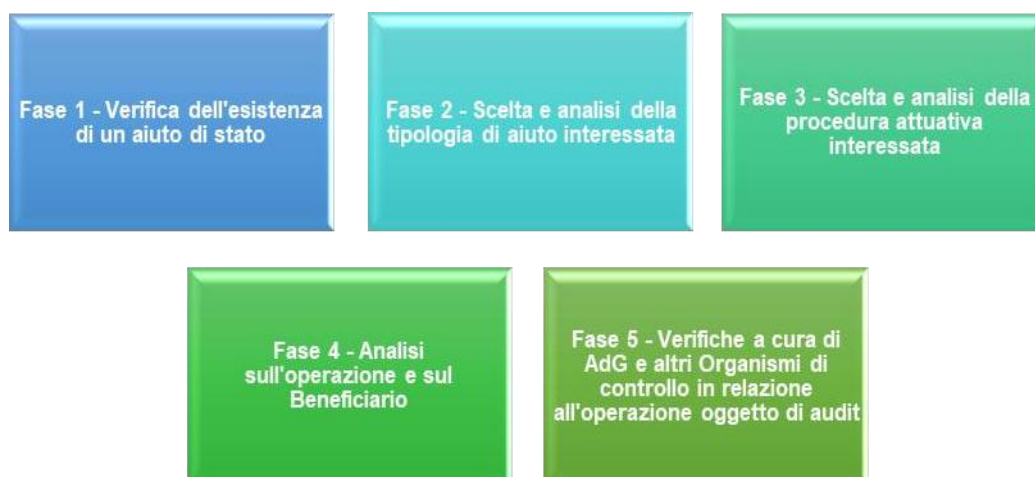 Fase 1 - Verifica dell'esistenza
di un aiuto di stato
Fase 2 - Scelta e analisi della
tipologia di aiuto interessata
Fase 3 - Scelta e analisi della
procedura attuativa
interessata
Fase 4 - Analisi
sull'operazione e sul
Beneficiario
Fase 5 - Verifiche a cura di
AdG e altri Organismi di
controllo in relazione
all'operazione oggetto di audit